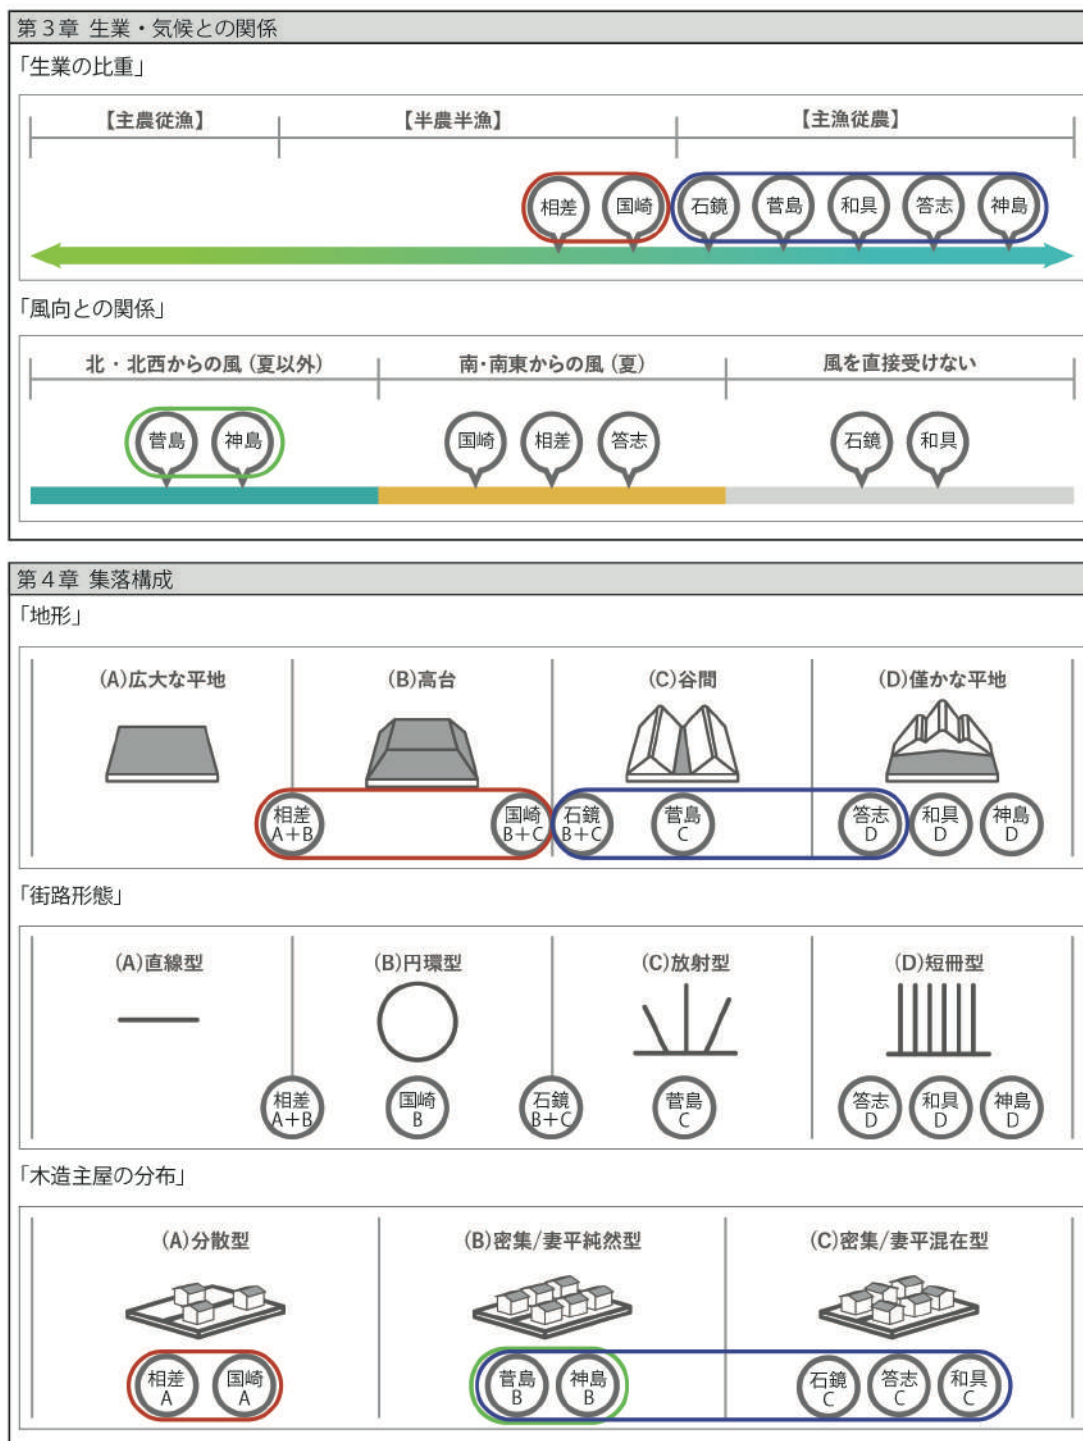 第3章 生業・気候との関係
「生業の比重」
【主農従漁】 【半農半漁】 【主漁従農】
相差 国崎 石鏡 菅島 和具 答志 神島
「風向との関係」
北・北西からの風 (夏以外) 南・南東からの風 (夏) 風を直接受けない
菅島 神島 国崎 相差 答志 石鏡 和具
第4章 集落構成
「地形」
(A)広大な平地 (B)高台 (C)谷間 (D)僅かな平地
相差 国崎 石鏡 菅島 答志 和具 神島
A+B B+C B+C C D D D
「街路形態」
(A)直線型 (B)円環型 (C)放射型 (D)短冊型
相差 国崎 石鏡 菅島 答志 和具 神島
A+B B B+C C D D D
「木造主屋の分布」
(A)分散型 (B)密集/妻平純然型 (C)密集/妻平混在型
相差 国崎 菅島 神島 石鏡 答志 和具
A A B B C C C